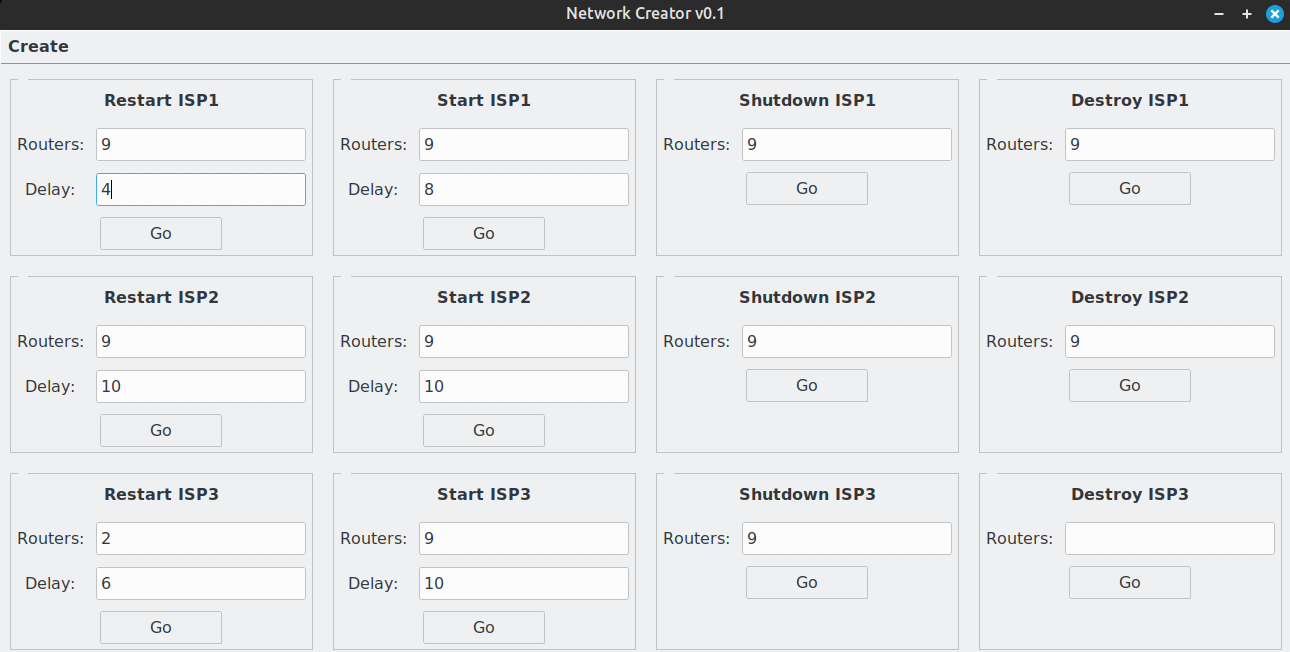 Network Creator v0.1
Create
Restart ISP1
Routers: 9
Delay: 4
Go
Start ISP1
Routers: 9
Delay: 8
Go
Shutdown ISP1
Routers: 9
Go
Destroy ISP1
Routers: 9
Go
Restart ISP2
Routers: 9
Delay: 10
Go
Start ISP2
Routers: 9
Delay: 10
Go
Shutdown ISP2
Routers: 9
Go
Destroy ISP2
Routers: 9
Go
Restart ISP3
Routers: 2
Delay: 6
Go
Start ISP3
Routers: 9
Delay: 10
Go
Shutdown ISP3
Routers: 9
Go
Destroy ISP3
Routers:
Go